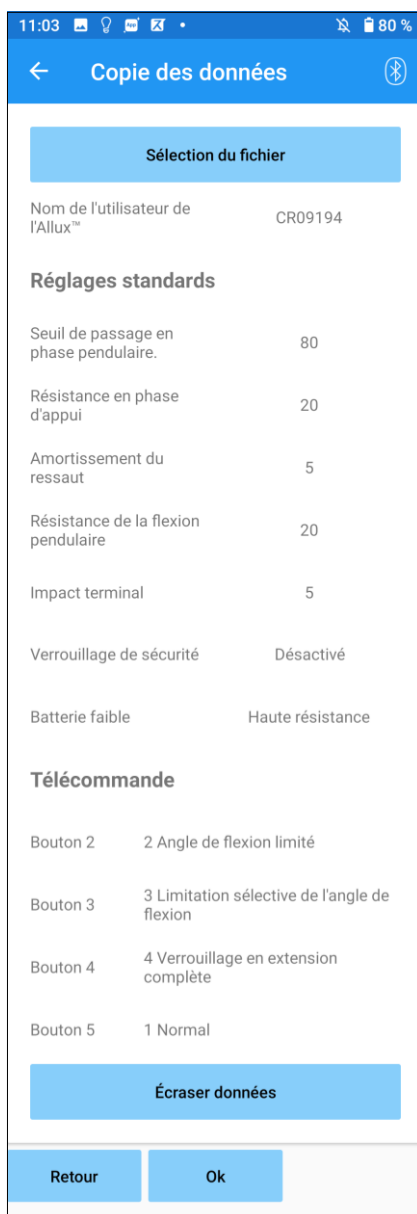 11:03 80 %
Copie des données
Sélection du fichier
Nom de l'utilisateur de
l'Allux™ CR09194
Réglages standards
Seuil de passage en
phase pendulaire. 80
Résistance en phase
d'appui 20
Amortissement du
ressaut 5
Résistance de la flexion
pendulaire 20
Impact terminal 5
Verrouillage de sécurité Désactivé
Batterie faible Haute résistance
Télécommande
Bouton 2 2 Angle de flexion limité
Bouton 3 3 Limitation sélective de l'angle de
flexion
Bouton 4 4 Verrouillage en extension
complète
Bouton 5 1 Normal
Écraser données
Retour Ok